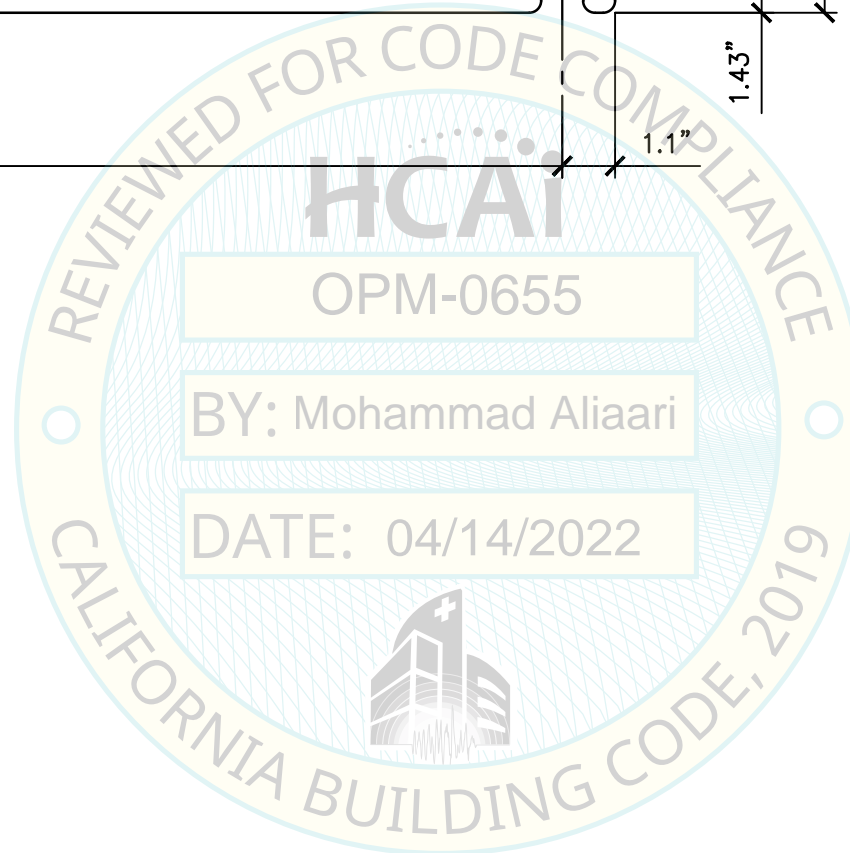 1.43”
1.1”
REVIEWED FOR CODE COMPLIANCE
HCAi
OPM-0655
BY: Mohammad Aliaari
DATE: 04/14/2022
CALIFORNIA BUILDING CODE, 2019